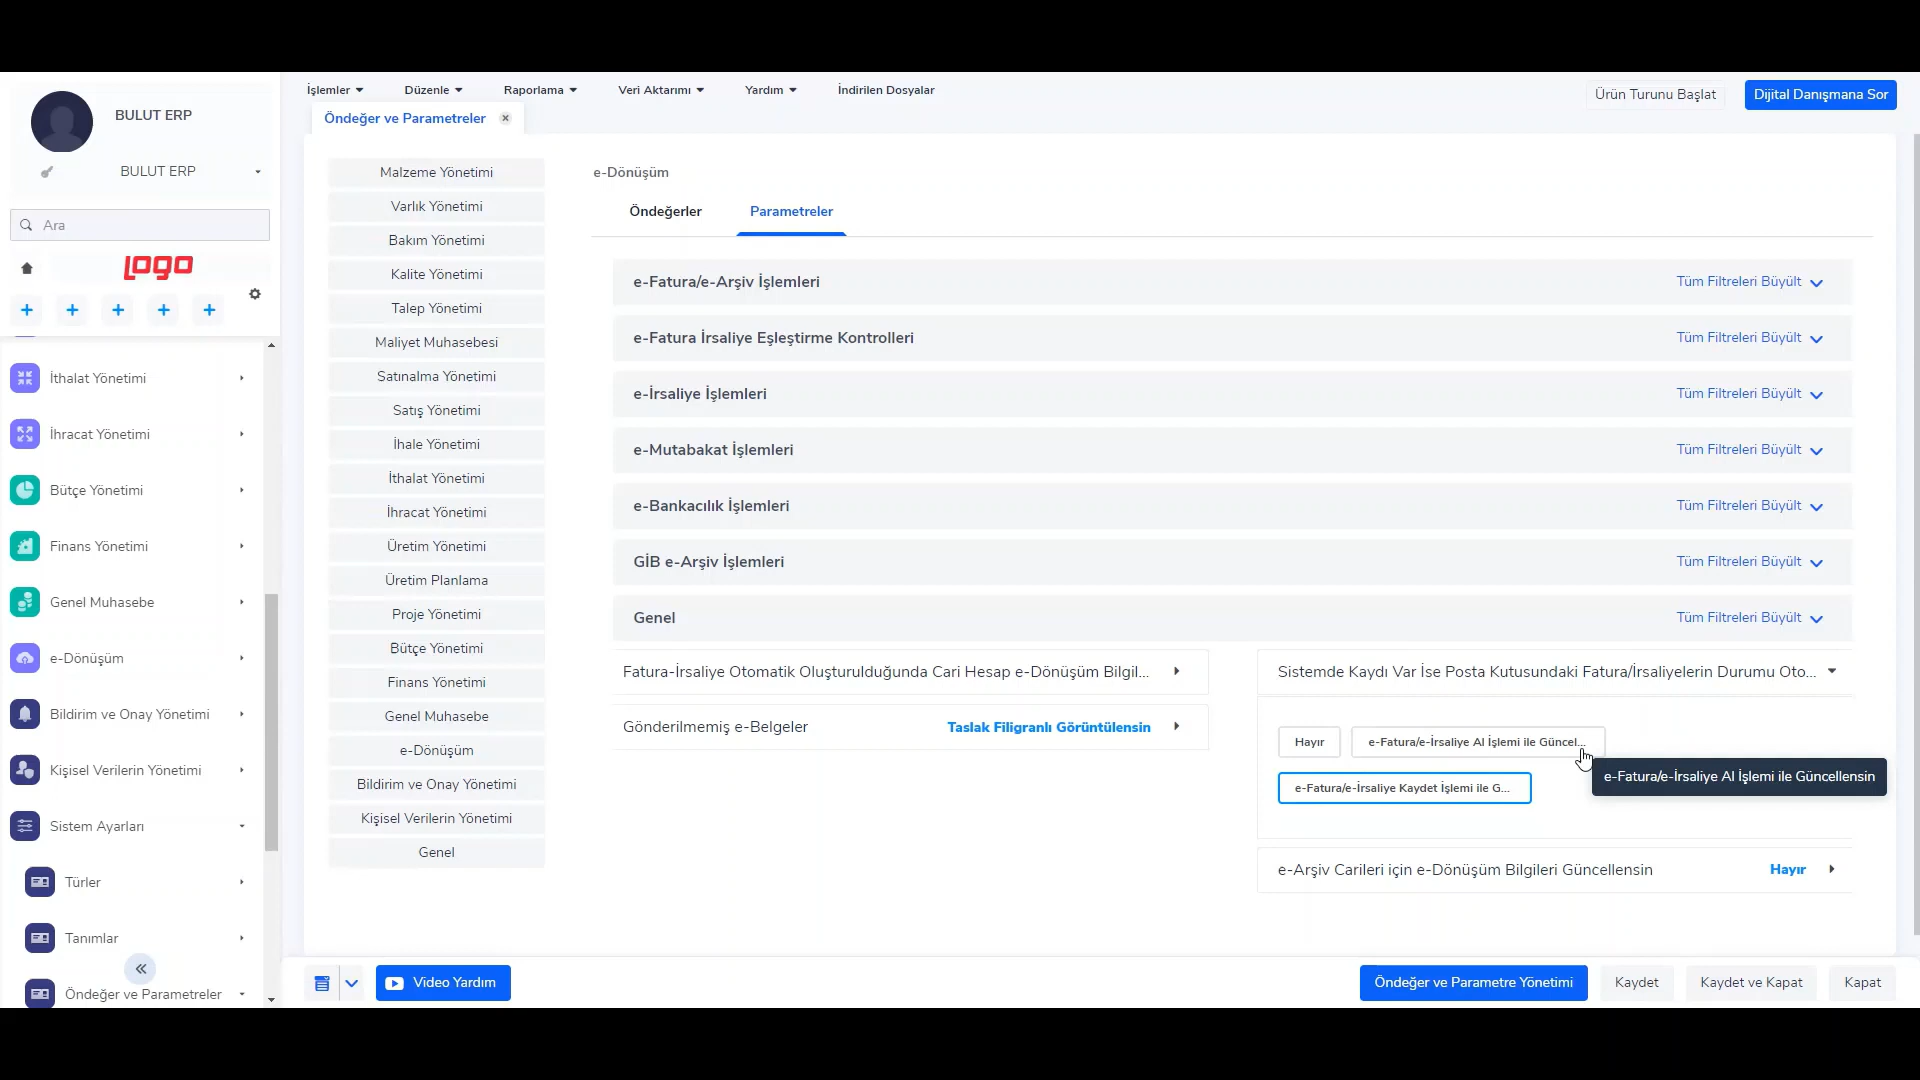 BULUT ERP
BULUT ERP
Ara
LOGO
İthalat Yönetimi
İhracat Yönetimi
Bütçe Yönetimi
Finans Yönetimi
Genel Muhasebe
e-Dönüşüm
Bildirim ve Onay Yönetimi
Kişisel Verilerin Yönetimi
Sistem Ayarları
Türler
Tanımlar
Öndeğer ve Parametreler
İşlemler
Düzenle
Raporlama
Veri Aktarımı
Yardım
İndirilen Dosyalar
Ürün Turunu Başlat
Dijital Danışmana Sor
Öndeğer ve Parametreler
Malzeme Yönetimi
Varlık Yönetimi
Bakım Yönetimi
Kalite Yönetimi
Talep Yönetimi
Maliyet Muhasebesi
Satınalma Yönetimi
Satış Yönetimi
İhale Yönetimi
İthalat Yönetimi
İhracat Yönetimi
Üretim Yönetimi
Üretim Planlama
Proje Yönetimi
Bütçe Yönetimi
Finans Yönetimi
Genel Muhasebe
e-Dönüşüm
Bildirim ve Onay Yönetimi
Kişisel Verilerin Yönetimi
Genel
e-Dönüşüm
Öndeğerler
Parametreler
e-Fatura/e-Arşiv İşlemleri
Tüm Filtreleri Büyült
e-Fatura İrsaliye Eşleştirme Kontrolleri
Tüm Filtreleri Büyült
e-İrsaliye İşlemleri
Tüm Filtreleri Büyült
e-Mutabakat İşlemleri
Tüm Filtreleri Büyült
e-Bankacılık İşlemleri
Tüm Filtreleri Büyült
GİB e-Arşiv İşlemleri
Tüm Filtreleri Büyült
Genel
Tüm Filtreleri Büyült
Fatura-İrsaliye Otomatik Oluşturulduğunda Cari Hesap e-Dönüşüm Bilgil...
Gönderilmemiş e-Belgeler
Taslak Filigranlı Görüntülensin
Sistemde Kaydı Var İse Posta Kutusundaki Fatura/İrsaliyelerin Durumu Oto...
Hayır
e-Fatura/e-İrsaliye Al İşlemi ile Güncel...
e-Fatura/e-İrsaliye Al İşlemi ile Güncellensin
e-Fatura/e-İrsaliye Kaydet İşlemi ile G...
e-Arşiv Carileri için e-Dönüşüm Bilgileri Güncellensin
Hayır
Video Yardım
Öndeğer ve Parametre Yönetimi
Kaydet
Kaydet ve Kapat
Kapat